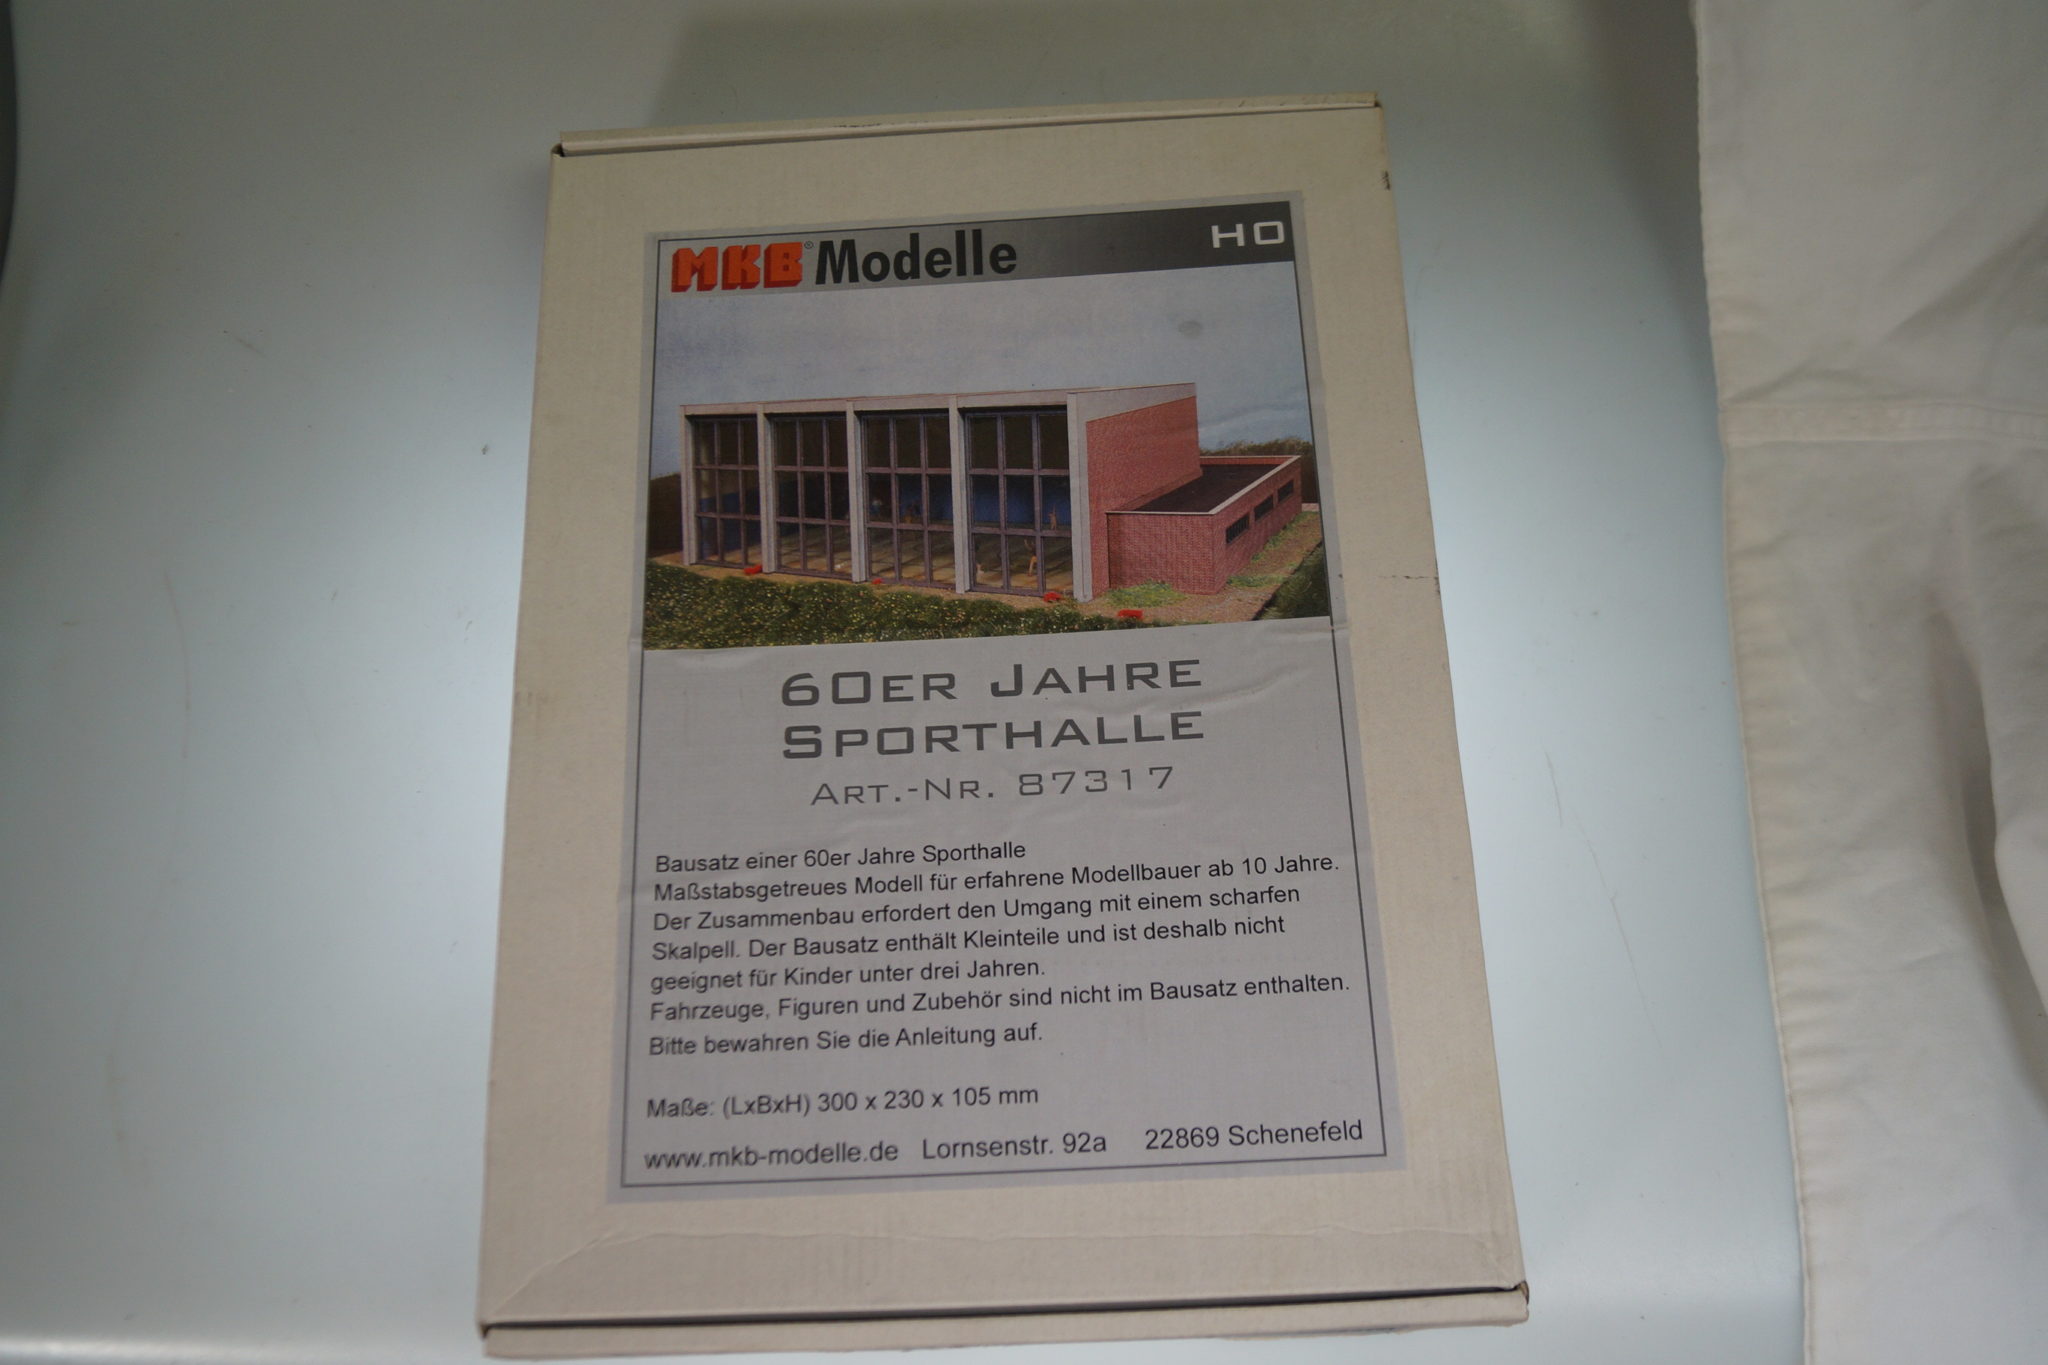 MKB® Modelle HO
60ER JAHRE
SPORTHALLE
ART.-NR. 87317
Bausatz einer 60er Jahre Sporthalle
Maßstabsgetreues Modell für erfahrene Modellbauer ab 10 Jahre.
Der Zusammenbau erfordert den Umgang mit einem scharfen
Skalpell. Der Bausatz enthält Kleinteile und ist deshalb nicht
geeignet für Kinder unter drei Jahren.
Fahrzeuge, Figuren und Zubehör sind nicht im Bausatz enthalten.
Bitte bewahren Sie die Anleitung auf.
Maße: (LxBxH) 300 x 230 x 105 mm
www.mkb-modelle.de Lornsenstr. 92a 22869 Schenefeld